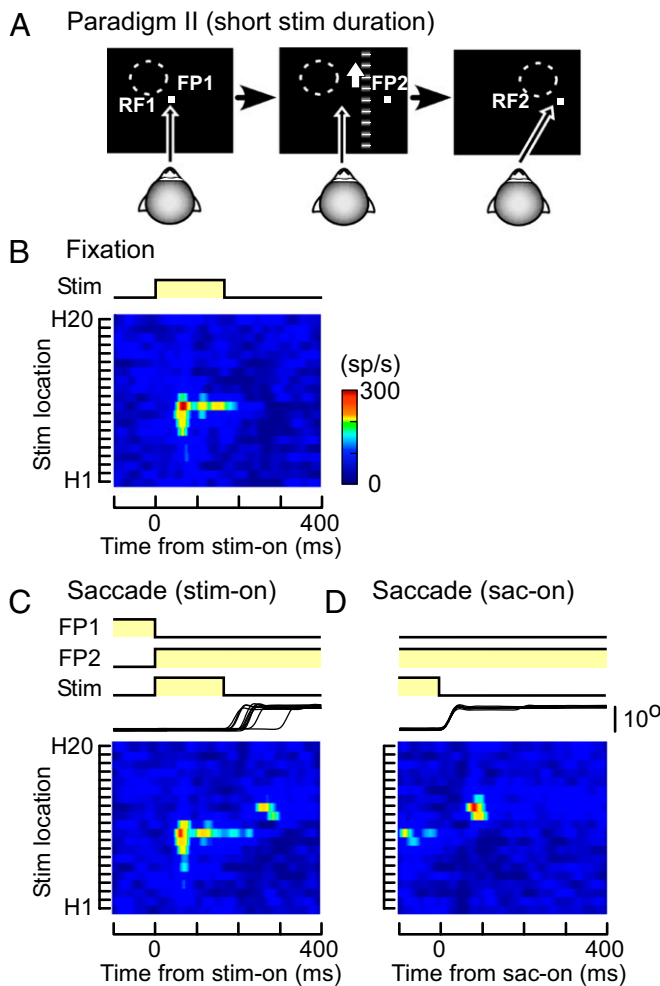 A Paradigm II (short stim duration)
FP1
RF1
FP2
RF2
B Fixation
Stim
H20
Stim location
H1
(sp/s)
300
0
0 400
Time from stim-on (ms)
C Saccade (stim-on)
D Saccade (sac-on)
FP1
FP2
Stim
10°
H20
Stim location
H1
0 400
Time from stim-on (ms)
0 400
Time from sac-on (ms)